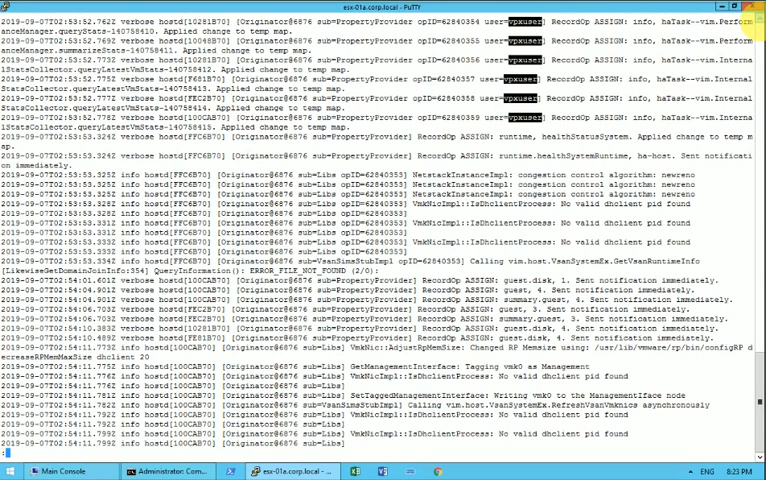 esx-01a.corp.local - PuTTY
2019-09-07T02:53:52.762Z verbose hostd[10281B70] [Originator@6876 sub=PropertyProvider opID=62840354 user=vpxuser] RecordOp ASSIGN: info, haTask--vim.Perform
anceManager.queryStats-140758410. Applied change to temp map.
2019-09-07T02:53:52.769Z verbose hostd[10048B70] [Originator@6876 sub=PropertyProvider opID=62840355 user=vpxuser] RecordOp ASSIGN: info, haTask--vim.Perform
anceManager.summarizeStats-140758411. Applied change to temp map.
2019-09-07T02:53:52.773Z verbose hostd[10281B70] [Originator@6876 sub=PropertyProvider opID=62840356 user=vpxuser] RecordOp ASSIGN: info, haTask--vim.Interna
lStatsCollector.queryLatestVmStats-140758412. Applied change to temp map.
2019-09-07T02:53:52.775Z verbose hostd[F681B70] [Originator@6876 sub=PropertyProvider opID=62840357 user=vpxuser] RecordOp ASSIGN: info, haTask--vim.Internal
StatsCollector.queryLatestVmStats-140758413. Applied change to temp map.
2019-09-07T02:53:52.777Z verbose hostd[FEC2B70] [Originator@6876 sub=PropertyProvider opID=62840358 user=vpxuser] RecordOp ASSIGN: info, haTask--vim.Internal
StatsCollector.queryLatestVmStats-140758414. Applied change to temp map.
2019-09-07T02:53:52.778Z verbose hostd[100CAB70] [Originator@6876 sub=PropertyProvider opID=62840359 user=vpxuser] RecordOp ASSIGN: info, haTask--vim.Interna
lStatsCollector.queryLatestVmStats-140758415. Applied change to temp map.
2019-09-07T02:53:53.324Z verbose hostd[FFC6B70] [Originator@6876 sub=PropertyProvider] RecordOp ASSIGN: runtime, healthStatusSystem. Applied change to temp m
ap.
2019-09-07T02:53:53.324Z verbose hostd[FFC6B70] [Originator@6876 sub=PropertyProvider] RecordOp ASSIGN: runtime.healthSystemRuntime, ha-host. Sent notificati
on immediately.
2019-09-07T02:53:53.325Z info hostd[FFC6B70] [Originator@6876 sub=Libs opID=62840353] NetstackInstanceImpl: congestion control algorithm: newreno
2019-09-07T02:53:53.325Z info hostd[FFC6B70] [Originator@6876 sub=Libs opID=62840353] NetstackInstanceImpl: congestion control algorithm: newreno
2019-09-07T02:53:53.328Z info hostd[FFC6B70] [Originator@6876 sub=Libs opID=62840353] VmkNicImpl::IsDhclientProcess: No valid dhclient pid found
2019-09-07T02:53:53.328Z info hostd[FFC6B70] [Originator@6876 sub=Libs opID=62840353]
2019-09-07T02:53:53.331Z info hostd[FFC6B70] [Originator@6876 sub=Libs opID=62840353] VmkNicImpl::IsDhclientProcess: No valid dhclient pid found
2019-09-07T02:53:53.331Z info hostd[FFC6B70] [Originator@6876 sub=Libs opID=62840353]
2019-09-07T02:53:53.333Z info hostd[FFC6B70] [Originator@6876 sub=Libs opID=62840353] VmkNicImpl::IsDhclientProcess: No valid dhclient pid found
2019-09-07T02:53:53.333Z info hostd[FFC6B70] [Originator@6876 sub=Libs opID=62840353]
2019-09-07T02:53:53.334Z info hostd[FFC6B70] [Originator@6876 sub=VsanSimsStubImpl opID=62840353] Calling vim.host.VsanSystemEx.GetVsanRuntimeInfo
[LikewiseGetDomainJoinInfo:354] QueryInformation(): ERROR_FILE_NOT_FOUND (2/0):
2019-09-07T02:54:01.601Z info hostd[100CAB70] [Originator@6876 sub=PropertyProvider] RecordOp ASSIGN: guest.disk, 1. Sent notification immediately.
2019-09-07T02:54:04.900Z info hostd[100CAB70] [Originator@6876 sub=PropertyProvider] RecordOp ASSIGN: guest, 4. Sent notification immediately.
2019-09-07T02:54:04.901Z info hostd[100CAB70] [Originator@6876 sub=PropertyProvider] RecordOp ASSIGN: summary.guest, 4. Sent notification immediately.
2019-09-07T02:54:06.703Z info hostd[FEC2B70] [Originator@6876 sub=PropertyProvider] RecordOp ASSIGN: guest, 3. Sent notification immediately.
2019-09-07T02:54:06.703Z info hostd[FEC2B70] [Originator@6876 sub=PropertyProvider] RecordOp ASSIGN: summary.guest, 3. Sent notification immediately.
2019-09-07T02:54:10.383Z info hostd[10281B70] [Originator@6876 sub=PropertyProvider] RecordOp ASSIGN: guest.disk, 4. Sent notification immediately.
2019-09-07T02:54:10.489Z info hostd[FE81B70] [Originator@6876 sub=PropertyProvider] RecordOp ASSIGN: guest.disk, 4. Sent notification immediately.
2019-09-07T02:54:11.773Z info hostd[100CAB70] [Originator@6876 sub=Libs] VmkNic::AdjustRpMemSize: Changed RP Memsize using: /usr/lib/vmware/rp/bin/configRP d
ecreaseRPMemMaxSize dhclient 20
2019-09-07T02:54:11.775Z info hostd[100CAB70] [Originator@6876 sub=Libs] GetManagementInterface: Tagging vmk0 as Management
2019-09-07T02:54:11.776Z info hostd[100CAB70] [Originator@6876 sub=Libs] VmkNicImpl::IsDhclientProcess: No valid dhclient pid found
2019-09-07T02:54:11.776Z info hostd[100CAB70] [Originator@6876 sub=Libs]
2019-09-07T02:54:11.781Z info hostd[100CAB70] [Originator@6876 sub=Libs] SetTaggedManagementInterface: Writing vmk0 to the ManagementIface node
2019-09-07T02:54:11.782Z info hostd[100CAB70] [Originator@6876 sub=VsanSimsStubImpl] Calling vim.host.VsanSystemEx.RefreshVsanVmknics asynchronously
2019-09-07T02:54:11.792Z info hostd[100CAB70] [Originator@6876 sub=Libs] VmkNicImpl::IsDhclientProcess: No valid dhclient pid found
2019-09-07T02:54:11.792Z info hostd[100CAB70] [Originator@6876 sub=Libs]
2019-09-07T02:54:11.799Z info hostd[100CAB70] [Originator@6876 sub=Libs] VmkNicImpl::IsDhclientProcess: No valid dhclient pid found
2019-09-07T02:54:11.799Z info hostd[100CAB70] [Originator@6876 sub=Libs]
:
Main Console
Administrator: Com...
esx-01a.corp.local - ...
ENG
8:23 PM